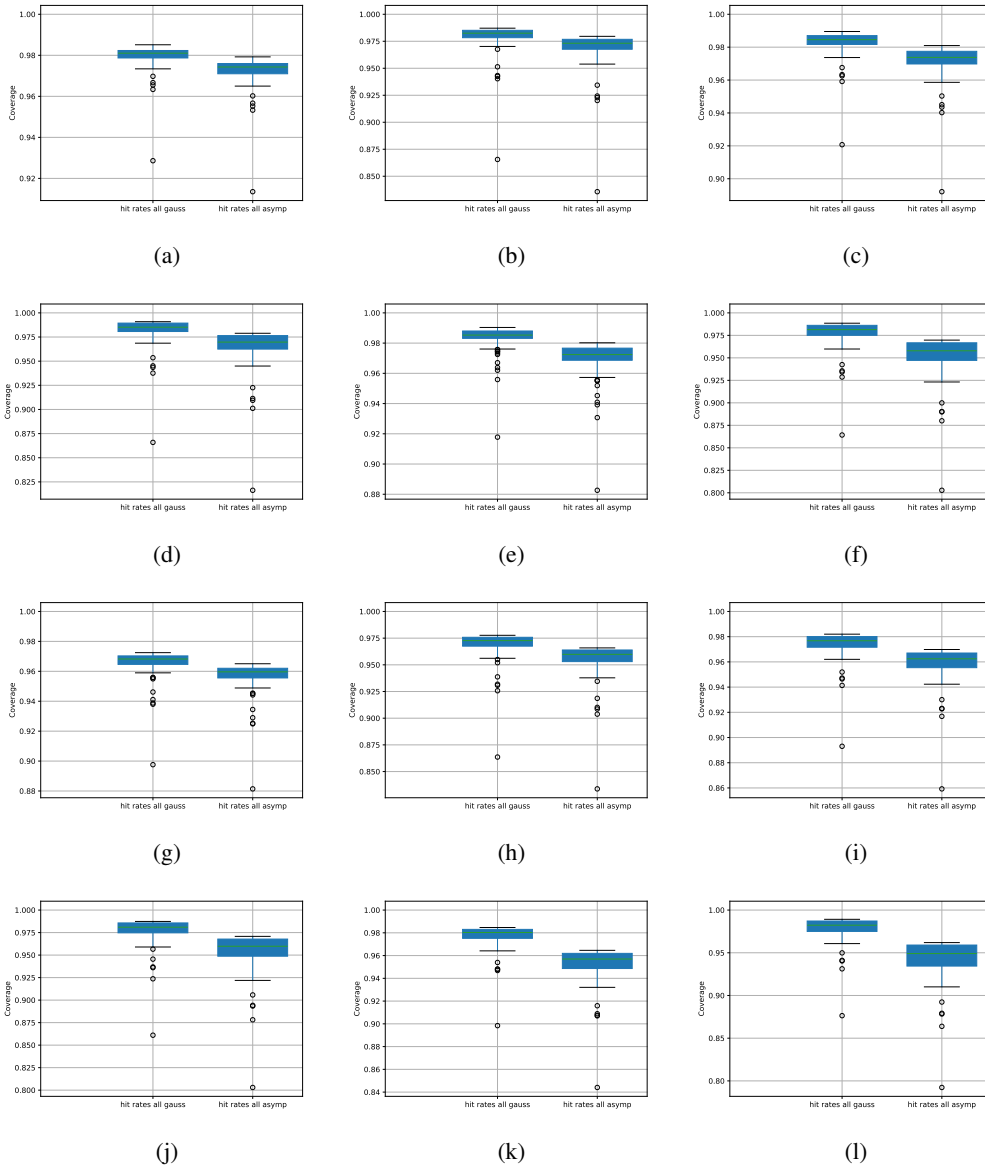 1.00
0.98
0.96
0.94
0.92
Coverage
hit rates all gauss hit rates all asymp
(a)
1.000
0.975
0.950
0.925
0.900
0.875
0.850
Coverage
hit rates all gauss hit rates all asymp
(b)
1.00
0.98
0.96
0.94
0.92
0.90
Coverage
hit rates all gauss hit rates all asymp
(c)
1.000
0.975
0.950
0.925
0.900
0.875
0.850
0.825
Coverage
hit rates all gauss hit rates all asymp
(d)
1.00
0.98
0.96
0.94
0.92
0.90
0.88
Coverage
hit rates all gauss hit rates all asymp
(e)
1.000
0.975
0.950
0.925
0.900
0.875
0.850
0.825
0.800
Coverage
hit rates all gauss hit rates all asymp
(f)
1.00
0.98
0.96
0.94
0.92
0.90
0.88
Coverage
hit rates all gauss hit rates all asymp
(g)
1.000
0.975
0.950
0.925
0.900
0.875
0.850
Coverage
hit rates all gauss hit rates all asymp
(h)
1.00
0.98
0.96
0.94
0.92
0.90
0.88
0.86
Coverage
hit rates all gauss hit rates all asymp
(i)
1.000
0.975
0.950
0.925
0.900
0.875
0.850
0.825
0.800
Coverage
hit rates all gauss hit rates all asymp
(j)
1.00
0.98
0.96
0.94
0.92
0.90
0.88
0.86
0.84
Coverage
hit rates all gauss hit rates all asymp
(k)
1.00
0.95
0.90
0.85
0.80
Coverage
hit rates all gauss hit rates all asymp
(l)